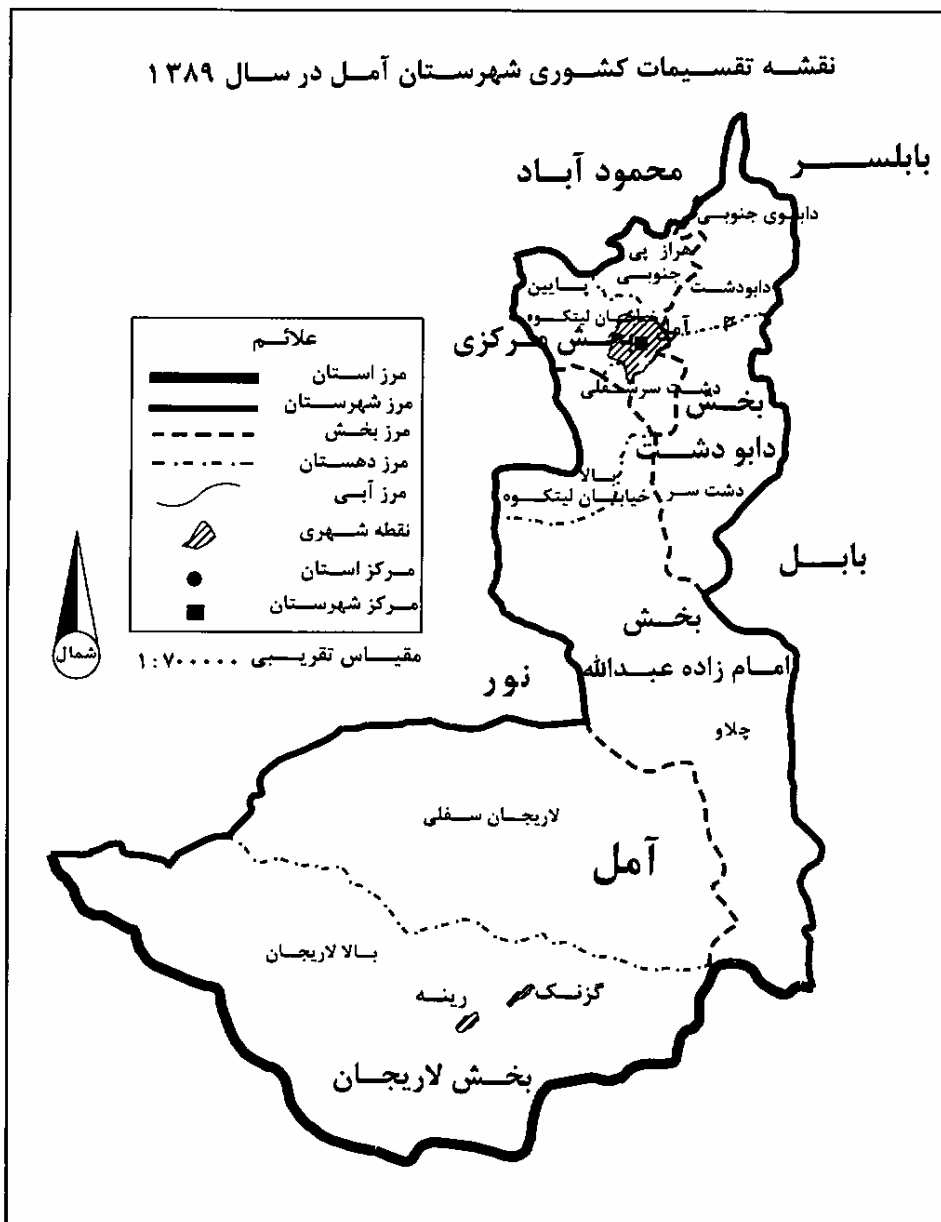 نقشه تقسیمات کشوری شهرستان آمل در سال ۱۳۸۹
بابلسر
محمود آباد
دابوی جنوبی
هراز پی
جنوبی
دابودشت
پایین
خیابان لیتکوه
آمل
بخش مرکزی
دشت سر سفلی
بخش
دابو دشت
بالا
خیابان لیتکوه
دشت سر
بابل
بخش
امام زاده عبدالله
نور
چلاو
لاریجان سفلی
آمل
بالا لاریجان
گزنک
رینه
بخش لاریجان
علائم
مرز استان
مرز شهرستان
مرز بخش
مرز دهستان
مرز آبی
نقطه شهری
مرکز استان
مرکز شهرستان
مقیاس تقریبی ۱:۷۰۰۰۰۰
شمال